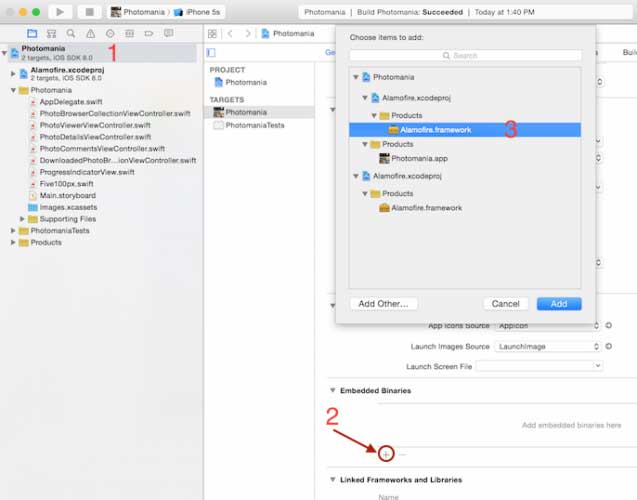 Photomania
iPhone 5s
Photomania | Build Photomania: Succeeded | Today at 1:40 PM
Photomania
2 targets, iOS SDK 8.0
1
Alamofire.xcodeproj
2 targets, iOS SDK 8.0
Photomania
AppDelegate.swift
PhotoBrowserCollectionViewController.swift
PhotoViewerViewController.swift
PhotoDetailsViewController.swift
PhotoCommentsViewController.swift
DownloadedPhotoBr...ionViewController.swift
ProgressIndicatorView.swift
Five100px.swift
Main.storyboard
Images.xcassets
Supporting Files
PhotomaniaTests
Products
Photomania
Ge
PROJECT
Photomania
TARGETS
Photomania
PhotomaniaTests
Choose items to add:
Search
Photomania
Alamofire.xcodeproj
Products
Alamofire.framework
3
Products
Photomania.app
Alamofire.xcodeproj
Products
Alamofire.framework
Add Other...
Cancel
Add
es
App Icons Source
AppIcon
Launch Images Source
LaunchImage
Launch Screen File
Embedded Binaries
2
Add embedded binaries here
Linked Frameworks and Libraries
Name